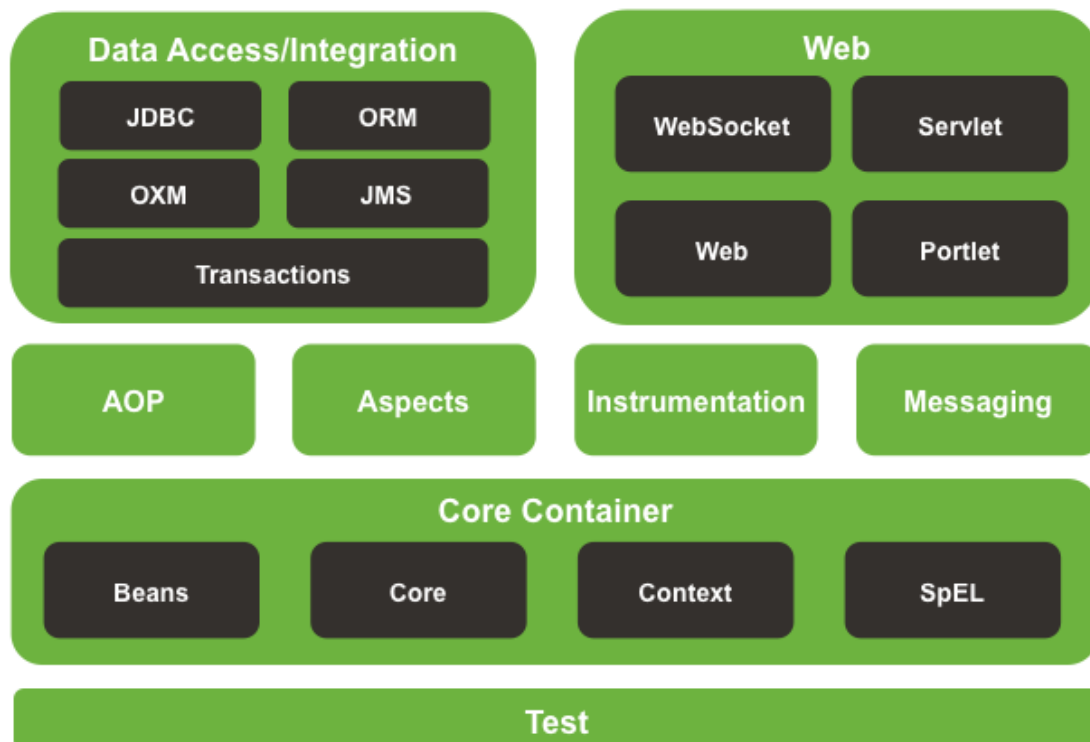 Data Access/Integration
JDBC
ORM
OXM
JMS
Transactions
Web
WebSocket
Servlet
Web
Portlet
AOP
Aspects
Instrumentation
Messaging
Core Container
Beans
Core
Context
SpEL
Test